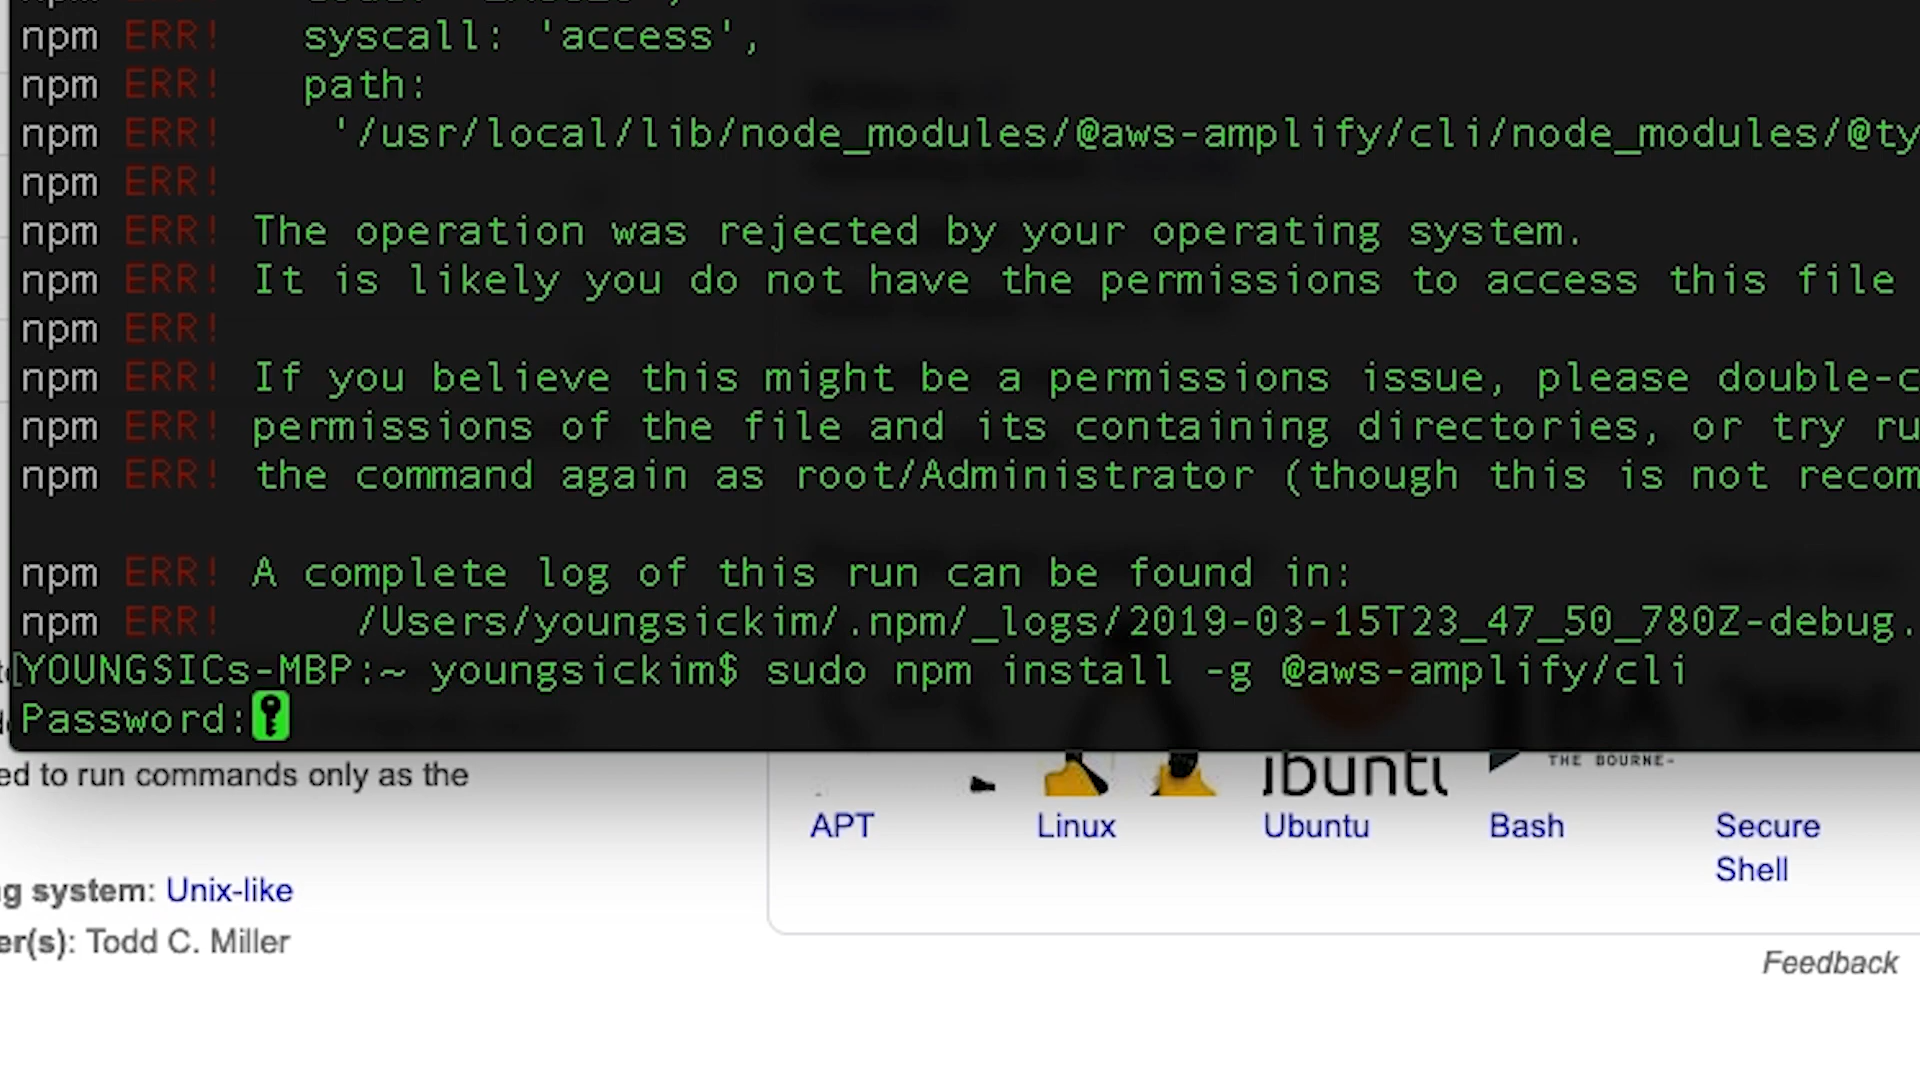 npm ERR! syscall: 'access',
npm ERR! path:
npm ERR! '/usr/local/lib/node_modules/@aws-amplify/cli/node_modules/@ty
npm ERR!
npm ERR! The operation was rejected by your operating system.
npm ERR! It is likely you do not have the permissions to access this file
npm ERR!
npm ERR! If you believe this might be a permissions issue, please double-c
npm ERR! permissions of the file and its containing directories, or try ru
npm ERR! the command again as root/Administrator (though this is not recom
npm ERR! A complete log of this run can be found in:
npm ERR! /Users/youngsickim/.npm/_logs/2019-03-15T23_47_50_780Z-debug.
YOUNGSICs-MBP:~ youngsickim$ sudo npm install -g @aws-amplify/cli
Password:
ed to run commands only as the
g system: Unix-like
er(s): Todd C. Miller
ubuntu
THE BOURNE-
APT
Linux
Ubuntu
Bash
Secure
Shell
Feedback